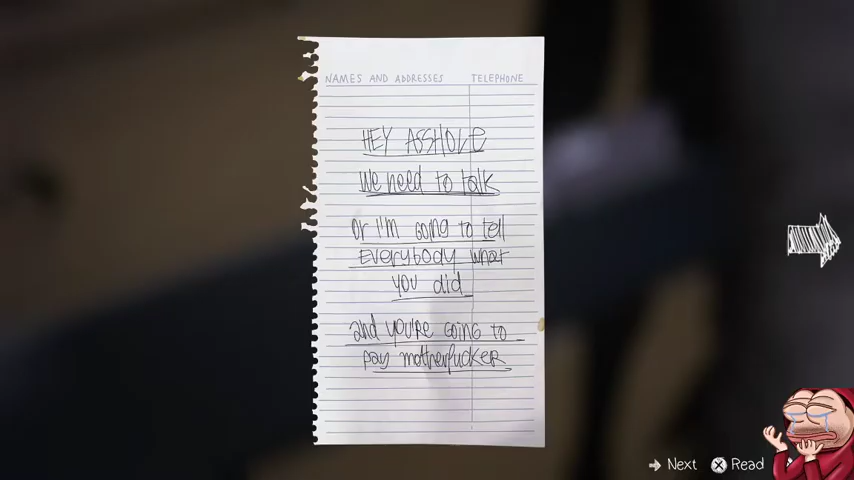 NAMES AND ADDRESSES TELEPHONE
HEY ASSHOLE
We need to talk
Or I'm going to tell
Everybody what
you did
and you're going to
pay motherfucker
Next Read